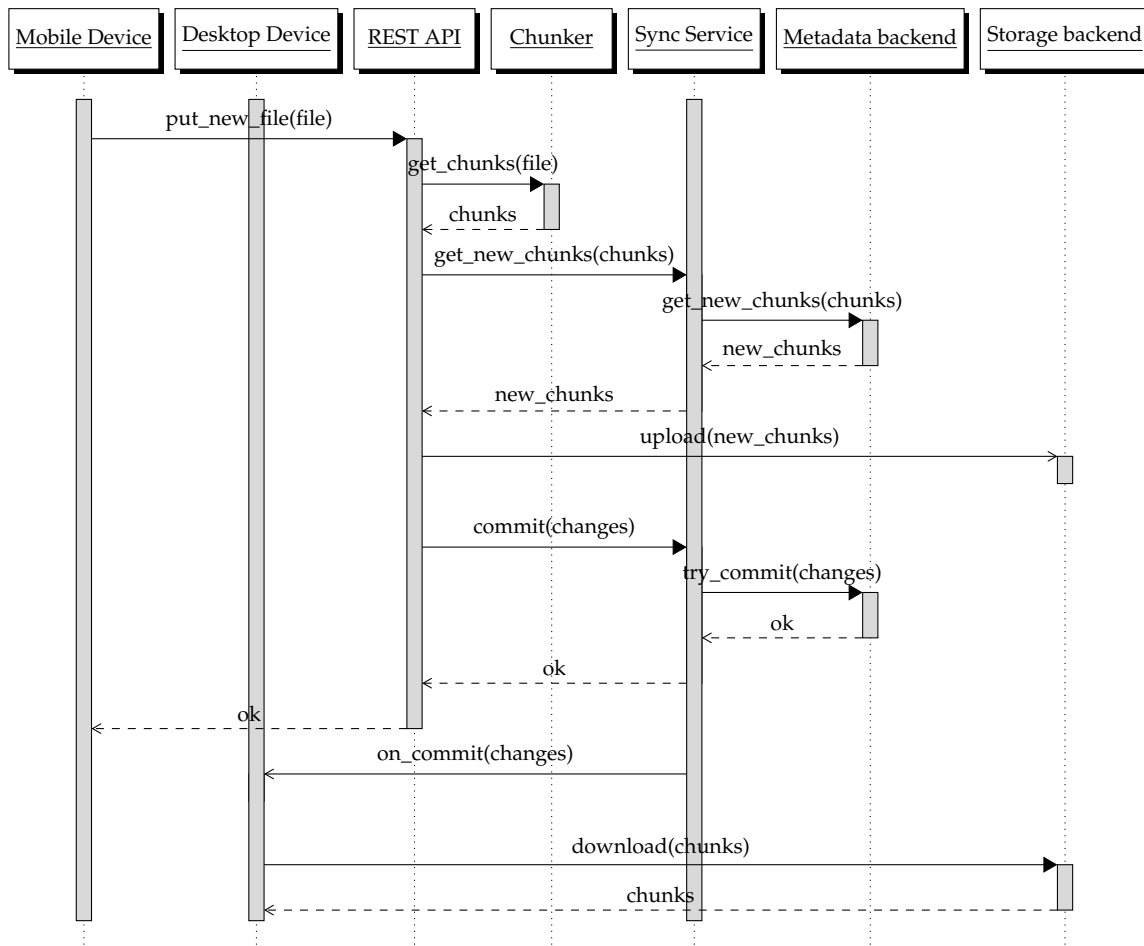 Mobile Device
Desktop Device
REST API
Chunker
Sync Service
Metadata backend
Storage backend
put_new_file(file)
get_chunks(file)
chunks
get_new_chunks(chunks)
get_new_chunks(chunks)
new_chunks
new_chunks
upload(new_chunks)
commit(changes)
try_commit(changes)
ok
ok
ok
on_commit(changes)
download(chunks)
chunks